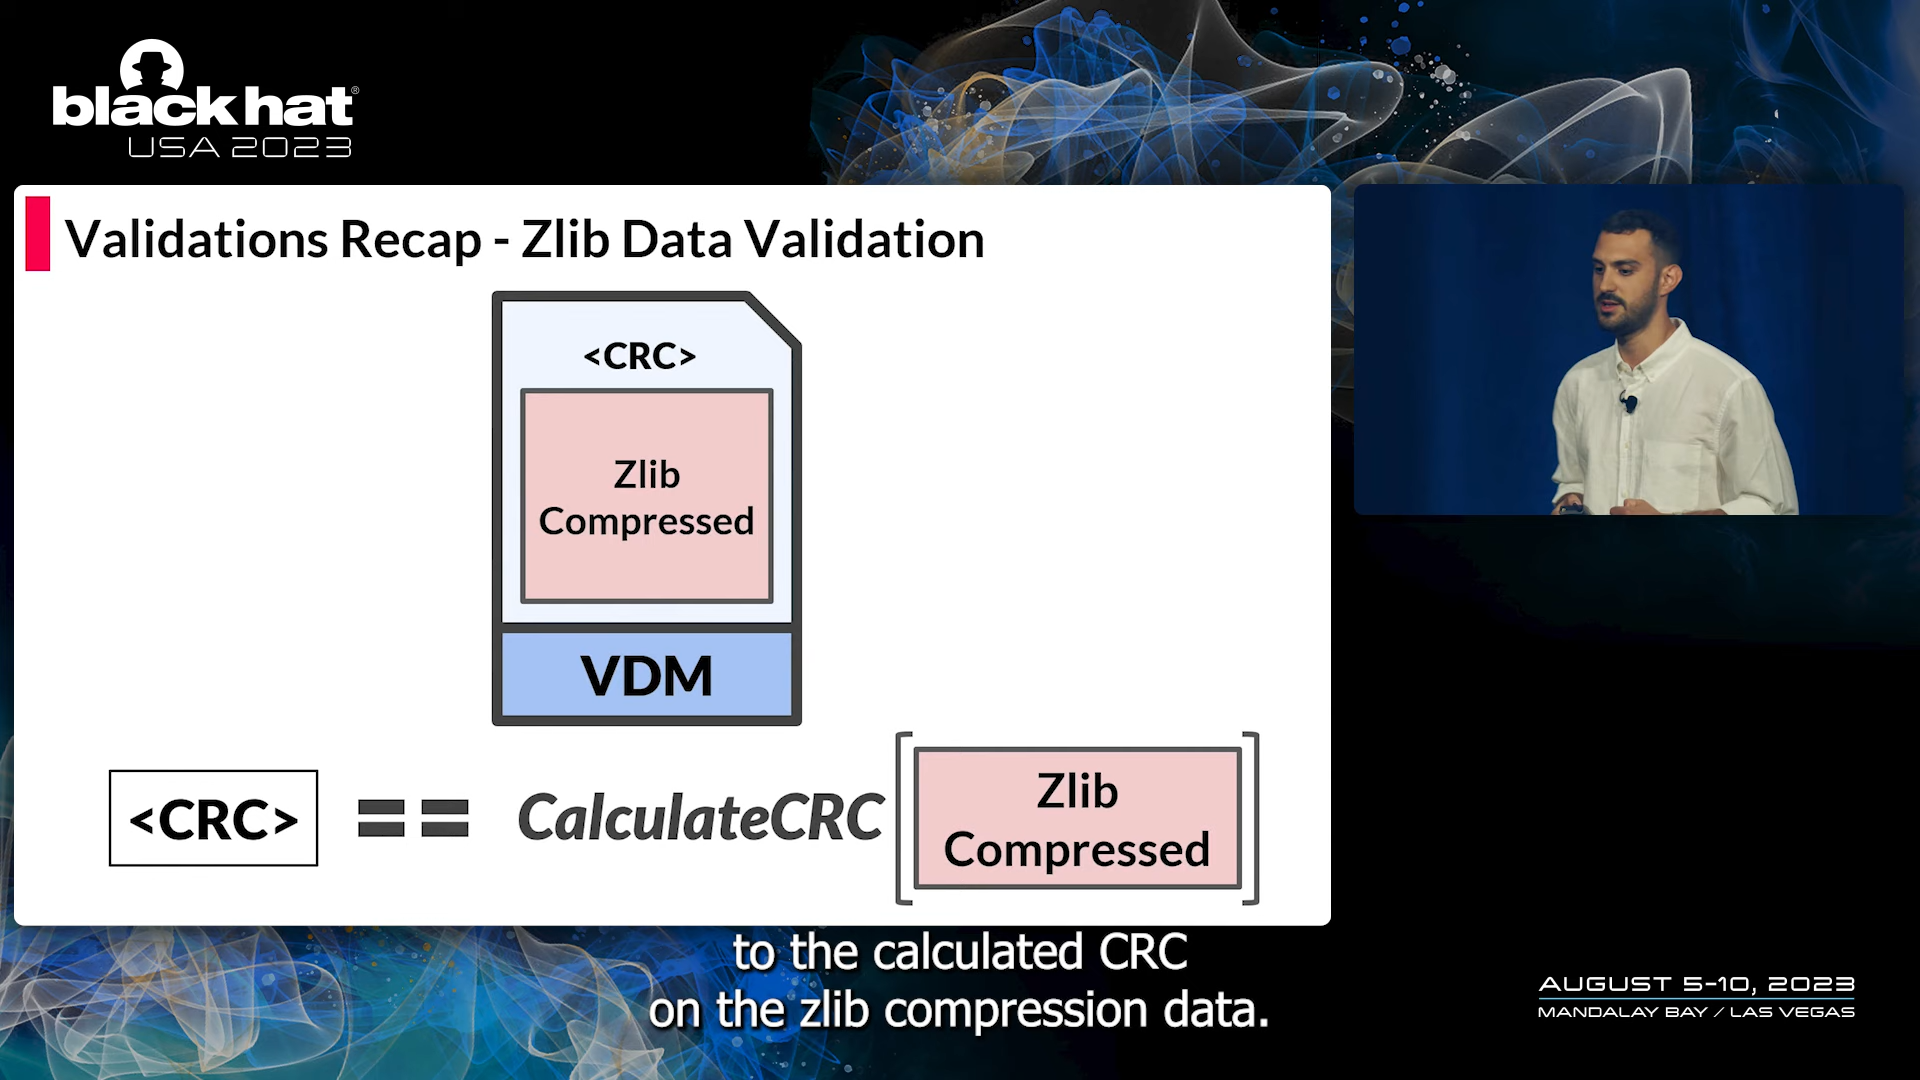 black hat®
USA 2023
Validations Recap - Zlib Data Validation
<CRC>
Zlib
Compressed
VDM
<CRC> == CalculateCRC [Zlib
Compressed]
to the calculated CRC
on the zlib compression data.
AUGUST 5-10, 2023
MANDALAY BAY / LAS VEGAS